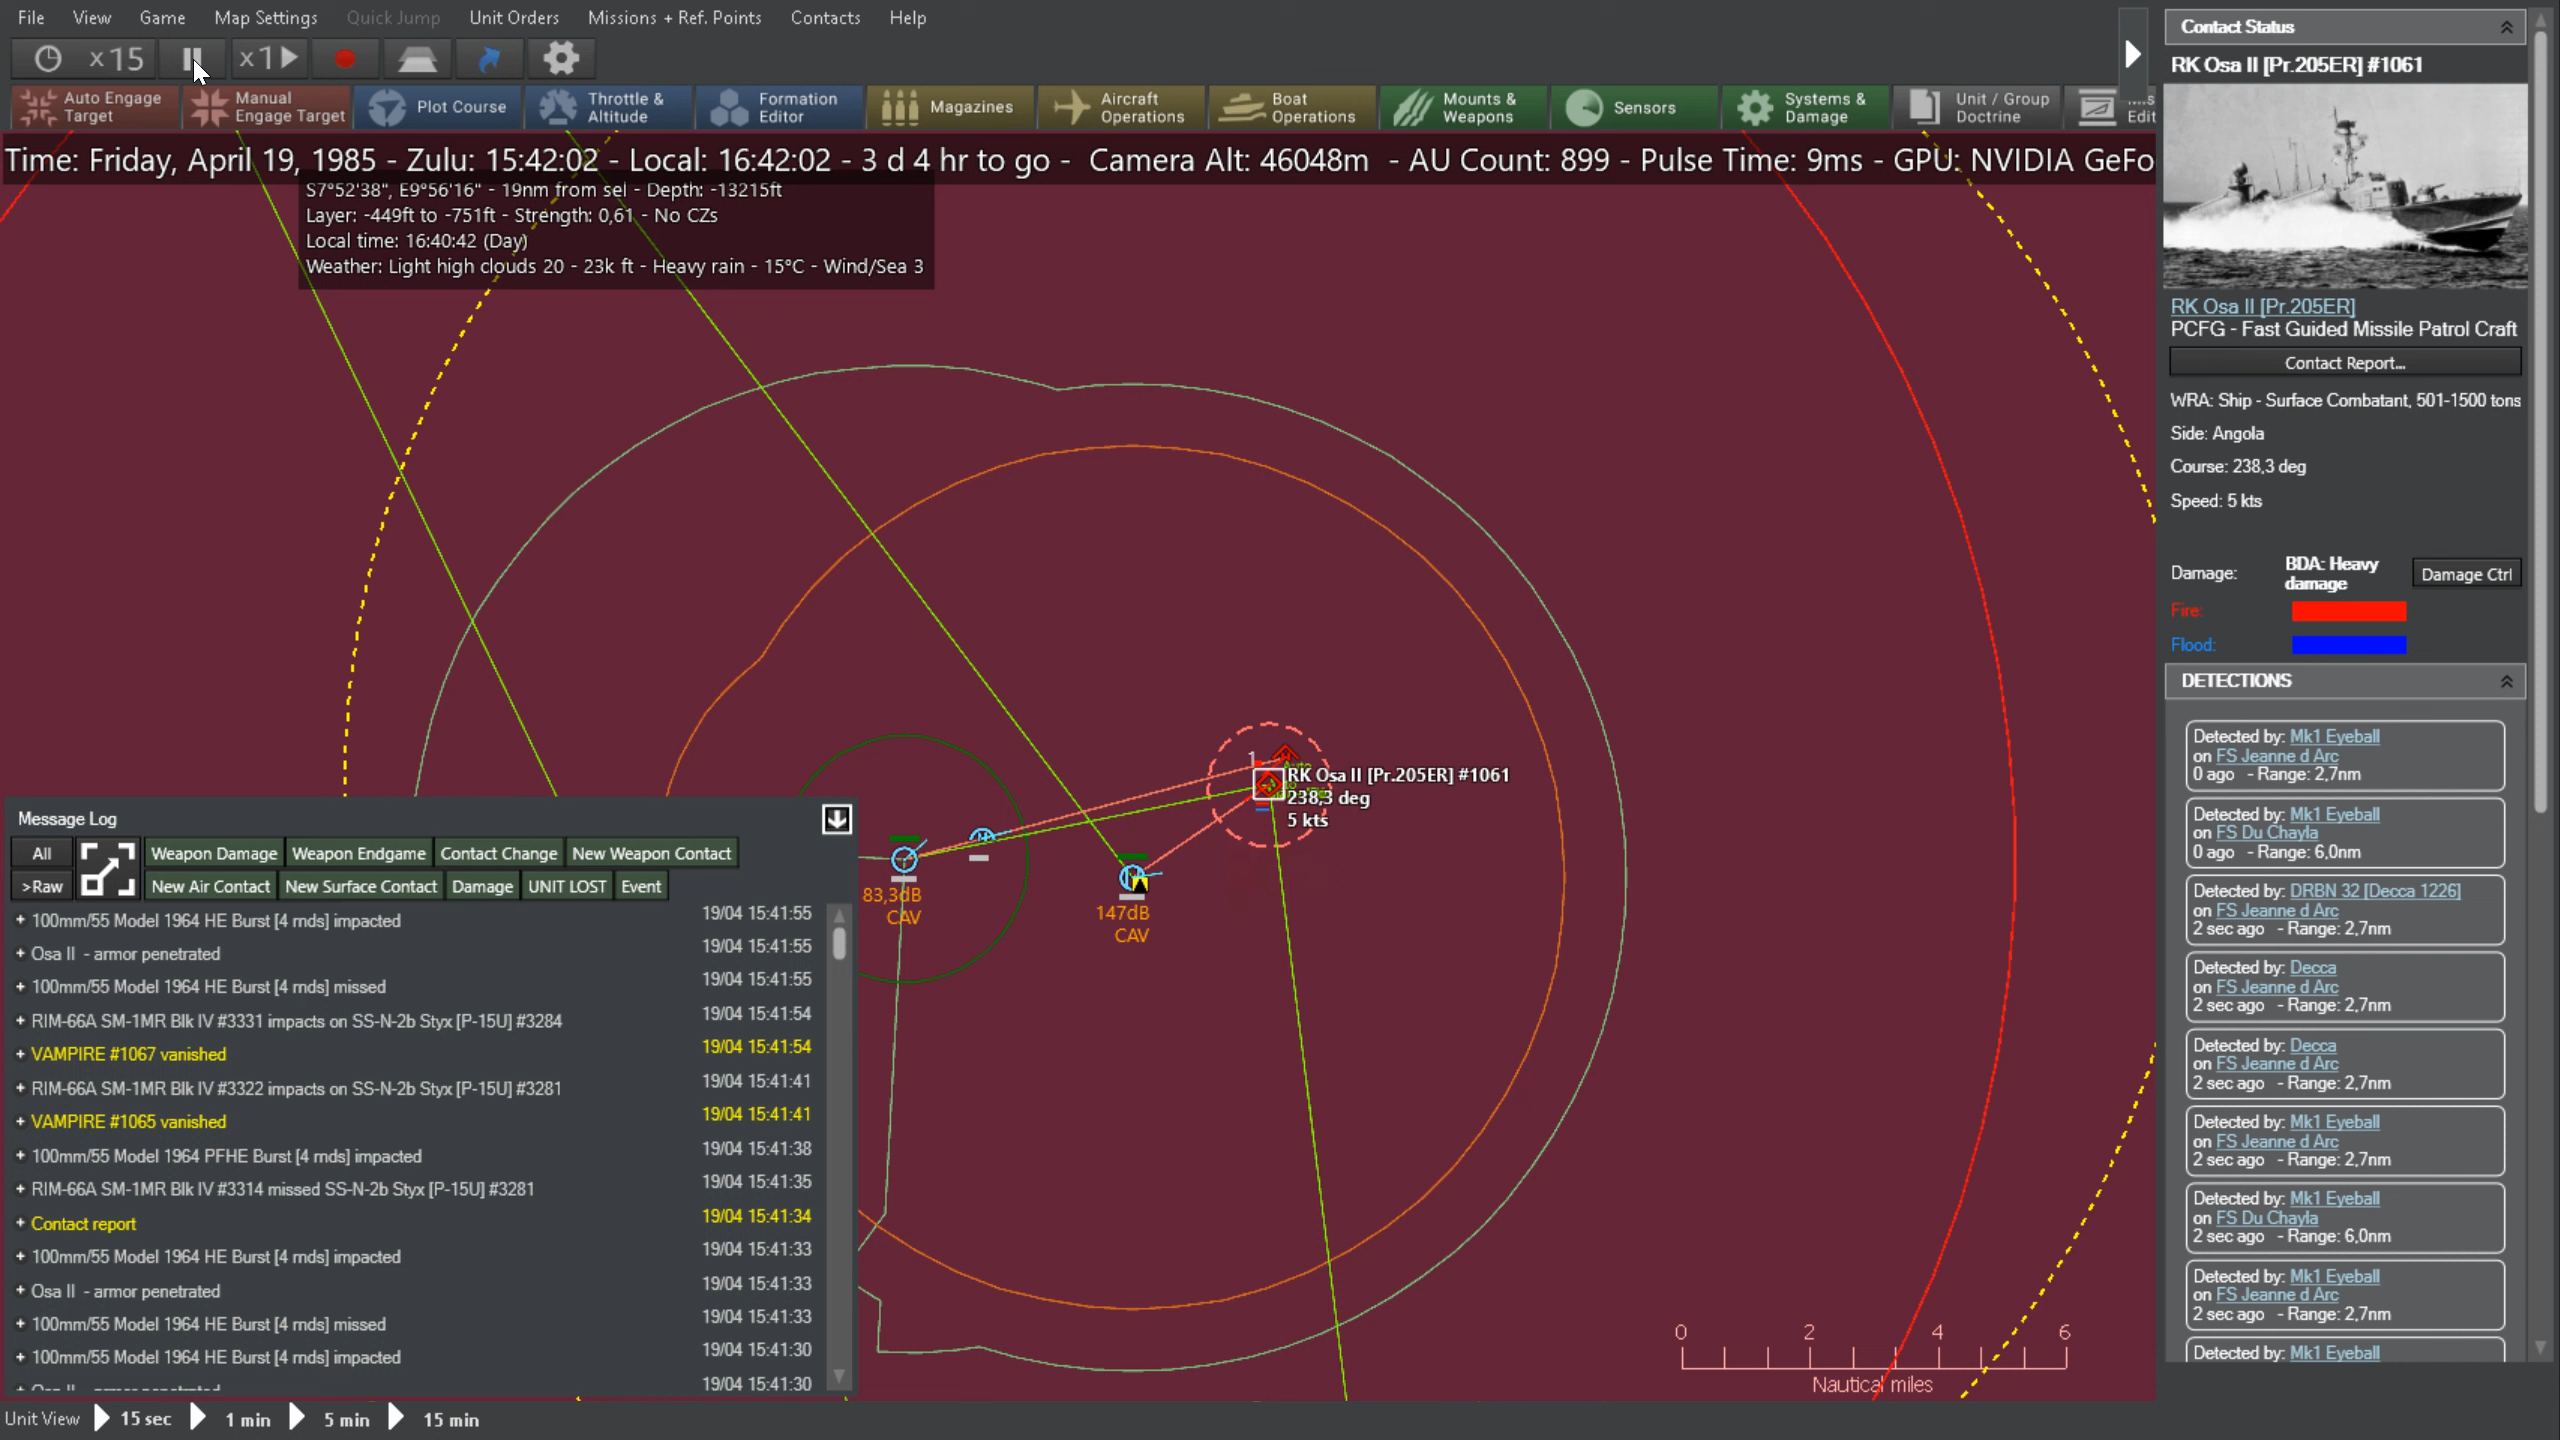 File View Game Map Settings Quick Jump Unit Orders Missions + Ref. Points Contacts Help
x15 x1
Auto Engage Target
Manual Engage Target
Plot Course
Throttle & Altitude
Formation Editor
Magazines
Aircraft Operations
Boat Operations
Mounts & Weapons
Sensors
Systems & Damage
Unit / Group Doctrine
Time: Friday, April 19, 1985 - Zulu: 15:42:02 - Local: 16:42:02 - 3 d 4 hr to go - Camera Alt: 46048m - AU Count: 899 - Pulse Time: 9ms - GPU: NVIDIA GeFo
S7°52'38", E9°56'16" - 19nm from sel - Depth: -13215ft
Layer: -449ft to -751ft - Strength: 0,61 - No CZs
Local time: 16:40:42 (Day)
Weather: Light high clouds 20 - 23k ft - Heavy rain - 15°C - Wind/Sea 3
1
RK Osa II [Pr.205ER] #1061
238,3 deg
5 kts
83,3dB
CAV
147dB
CAV
0 2 4 6
Nautical miles
Message Log
All Weapon Damage Weapon Endgame Contact Change New Weapon Contact
>Raw New Air Contact New Surface Contact Damage UNIT LOST Event
+ 100mm/55 Model 1964 HE Burst [4 rnds] impacted 19/04 15:41:55
+ Osa II - armor penetrated 19/04 15:41:55
+ 100mm/55 Model 1964 HE Burst [4 rnds] missed 19/04 15:41:55
+ RIM-66A SM-1MR Blk IV #3331 impacts on SS-N-2b Styx [P-15U] #3284 19/04 15:41:54
+ VAMPIRE #1067 vanished 19/04 15:41:54
+ RIM-66A SM-1MR Blk IV #3322 impacts on SS-N-2b Styx [P-15U] #3281 19/04 15:41:41
+ VAMPIRE #1065 vanished 19/04 15:41:41
+ 100mm/55 Model 1964 PFHE Burst [4 rnds] impacted 19/04 15:41:38
+ RIM-66A SM-1MR Blk IV #3314 missed SS-N-2b Styx [P-15U] #3281 19/04 15:41:35
+ Contact report 19/04 15:41:34
+ 100mm/55 Model 1964 HE Burst [4 rnds] impacted 19/04 15:41:33
+ Osa II - armor penetrated 19/04 15:41:33
+ 100mm/55 Model 1964 HE Burst [4 rnds] missed 19/04 15:41:33
+ 100mm/55 Model 1964 HE Burst [4 rnds] impacted 19/04 15:41:30
19/04 15:41:30
Unit View 15 sec 1 min 5 min 15 min
Contact Status
RK Osa II [Pr.205ER] #1061
RK Osa II [Pr.205ER]
PCFG - Fast Guided Missile Patrol Craft
Contact Report...
WRA: Ship - Surface Combatant, 501-1500 tons
Side: Angola
Course: 238,3 deg
Speed: 5 kts
Damage: BDA: Heavy damage Damage Ctrl
Fire:
Flood:
DETECTIONS
Detected by: Mk1 Eyeball
on FS Jeanne d Arc
0 ago - Range: 2,7nm
Detected by: Mk1 Eyeball
on FS Du Chayla
0 ago - Range: 6,0nm
Detected by: DRBN 32 [Decca 1226]
on FS Jeanne d Arc
2 sec ago - Range: 2,7nm
Detected by: Decca
on FS Jeanne d Arc
2 sec ago - Range: 2,7nm
Detected by: Decca
on FS Jeanne d Arc
2 sec ago - Range: 2,7nm
Detected by: Mk1 Eyeball
on FS Jeanne d Arc
2 sec ago - Range: 2,7nm
Detected by: Mk1 Eyeball
on FS Du Chayla
2 sec ago - Range: 6,0nm
Detected by: Mk1 Eyeball
on FS Jeanne d Arc
2 sec ago - Range: 2,7nm
Detected by: Mk1 Eyeball